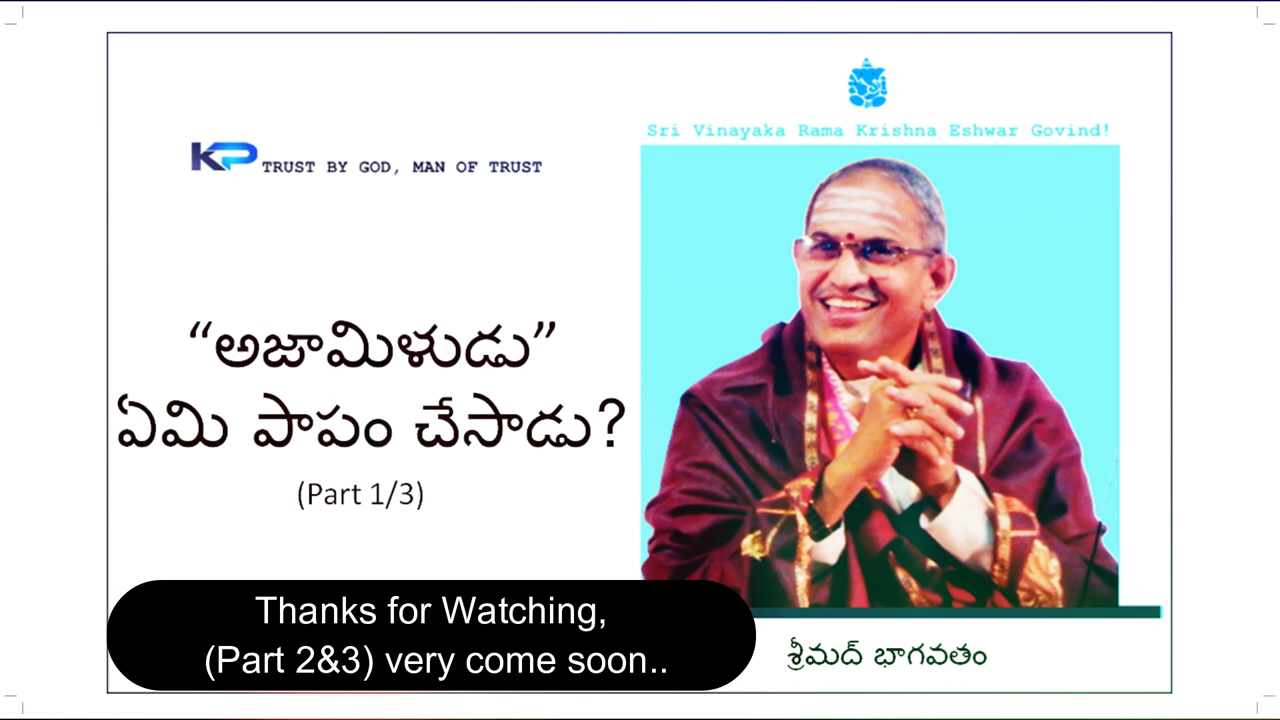 Sri Vinayaka Rama Krishna Eshwar Govind!
KP TRUST BY GOD, MAN OF TRUST
“అజామిళుడు”
ఏమి పాపం చేసాడు?
(Part 1/3)
Thanks for Watching,
(Part 2&3) very come soon..
శ్రీమద్ భాగవతం